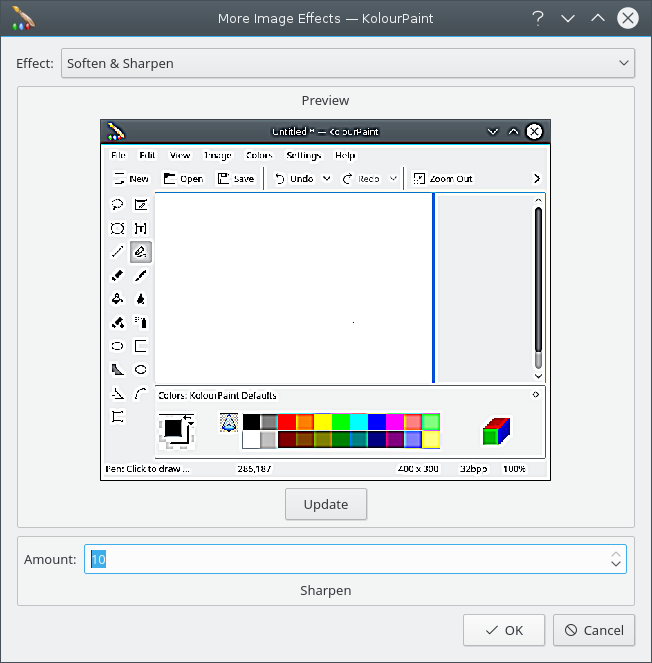 More Image Effects — KolourPaint
Effect: Soften & Sharpen
Preview
Untitled * — KolourPaint
File Edit View Image Colors Settings Help
New Open Save Undo Redo Zoom Out
Colors: KolourPaint Defaults
Pen: Click to draw ... 286,187 400 x 300 32bpp 100%
Update
Amount: 10
Sharpen
OK Cancel